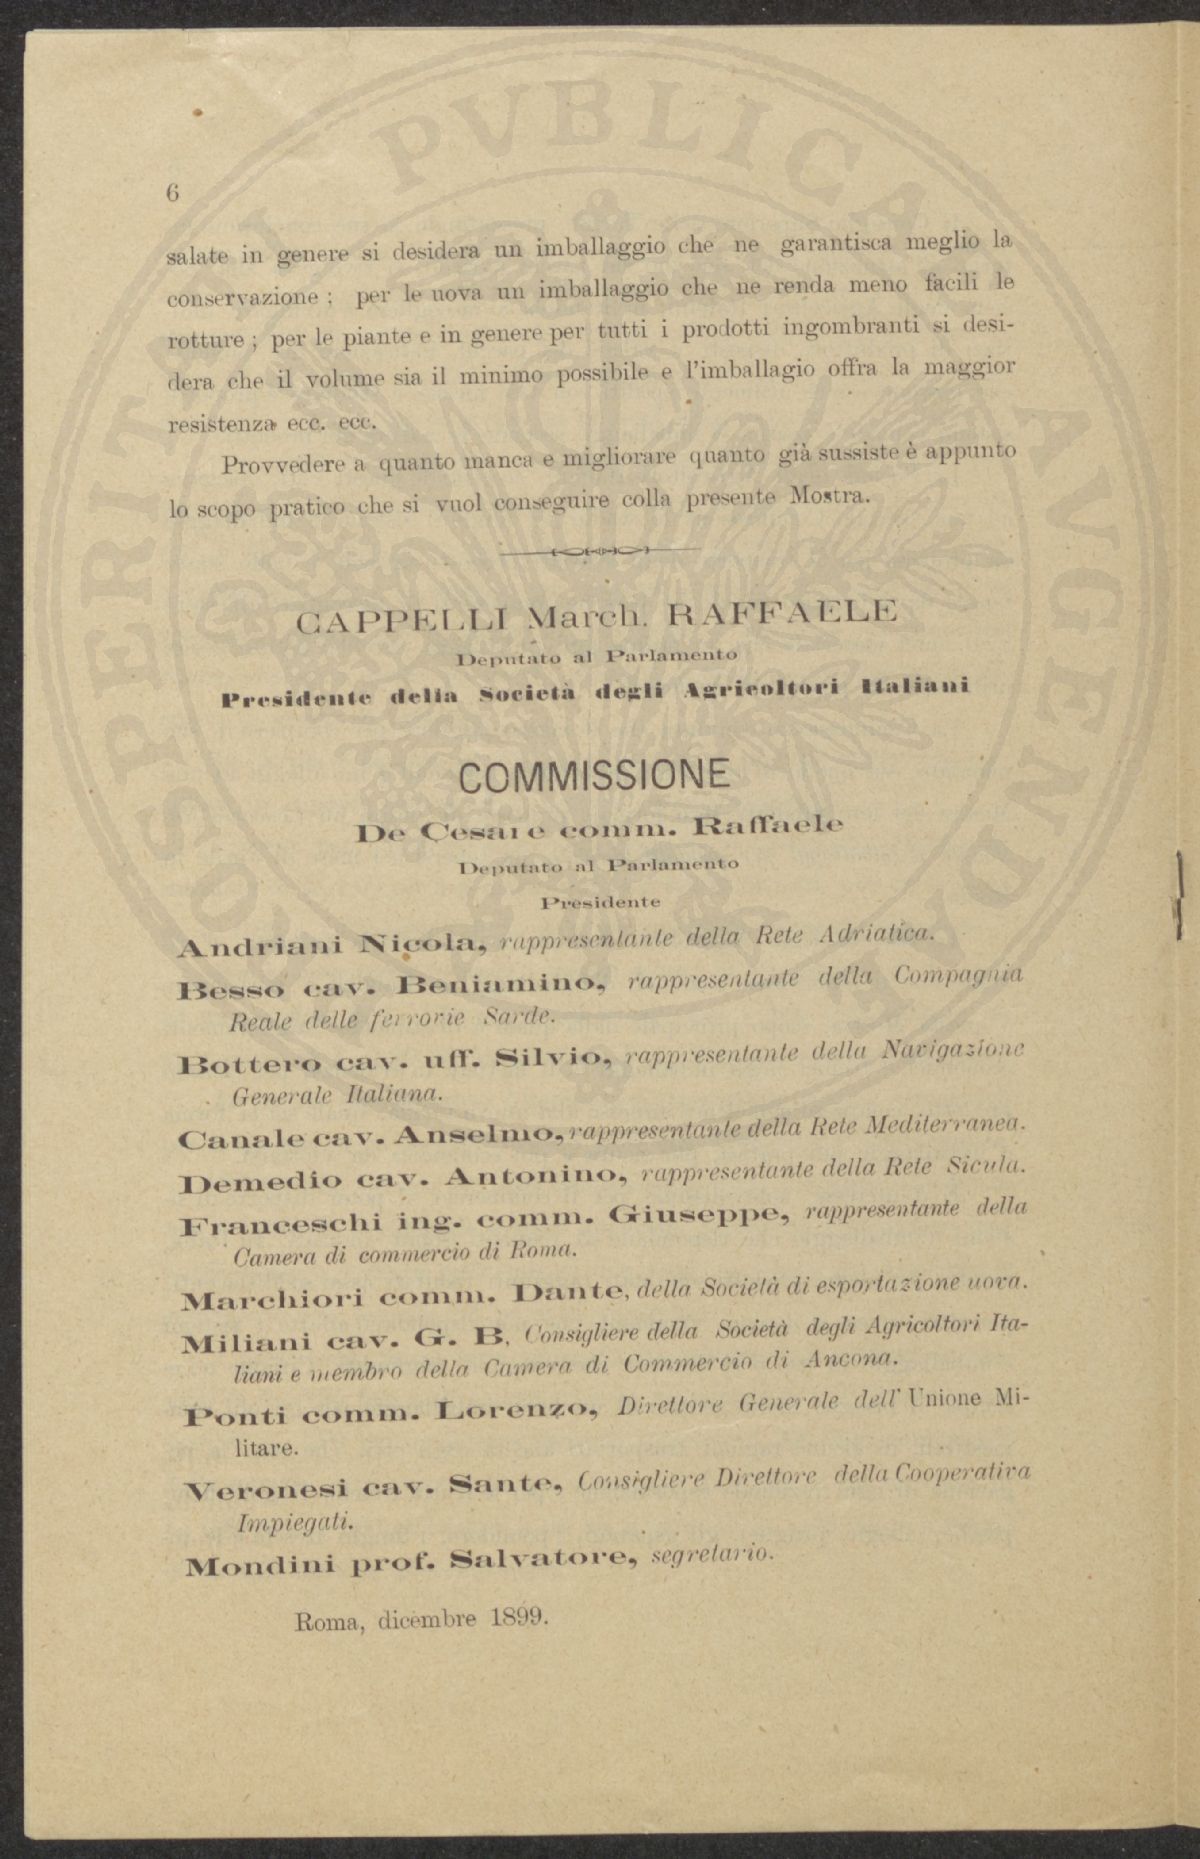 6
salate in genere si desidera un imballaggio che ne garantisca meglio la
conservazione ; per le uova un imballaggio che ne renda meno facili le
rotture ; per le piante e in genere per tutti i prodotti ingombranti si desi-
dera che il volume sia il minimo possibile e l'imballagio offra la maggior
resistenza ecc. ecc.
Provvedere a quanto manca e migliorare quanto già sussiste è appunto
lo scopo pratico che si vuol conseguire colla presente Mostra.
CAPPELLI March. RAFFAELE
Deputato al Parlamento
Presidente della Società degli Agricoltori Italiani
COMMISSIONE
De Cesare comm. Raffaele
Deputato al Parlamento
Presidente
Andriani Nicola, rappresentante della Rete Adriatica.
Besso cav. Beniamino, rappresentante della Compagnia
Reale delle ferrovie Sarde.
Bottero cav. uff. Silvio, rappresentante della Navigazione
Generale Italiana.
Canale cav. Anselmo, rappresentante della Rete Mediterranea.
Demedio cav. Antonino, rappresentante della Rete Sicula.
Franceschi ing. comm. Giuseppe, rappresentante della
Camera di commercio di Roma.
Marchiori comm. Dante, della Società di esportazione uova.
Miliani cav. G. B, Consigliere della Società degli Agricoltori Ita-
liani e membro della Camera di Commercio di Ancona.
Ponti comm. Lorenzo, Direttore Generale dell' Unione Mi-
litare.
Veronesi cav. Sante, Consigliere Direttore della Cooperativa
Impiegati.
Mondini prof. Salvatore, segretario.
Roma, dicembre 1899.
PVBLICAE
PROSPERITATI
AVGENDAE